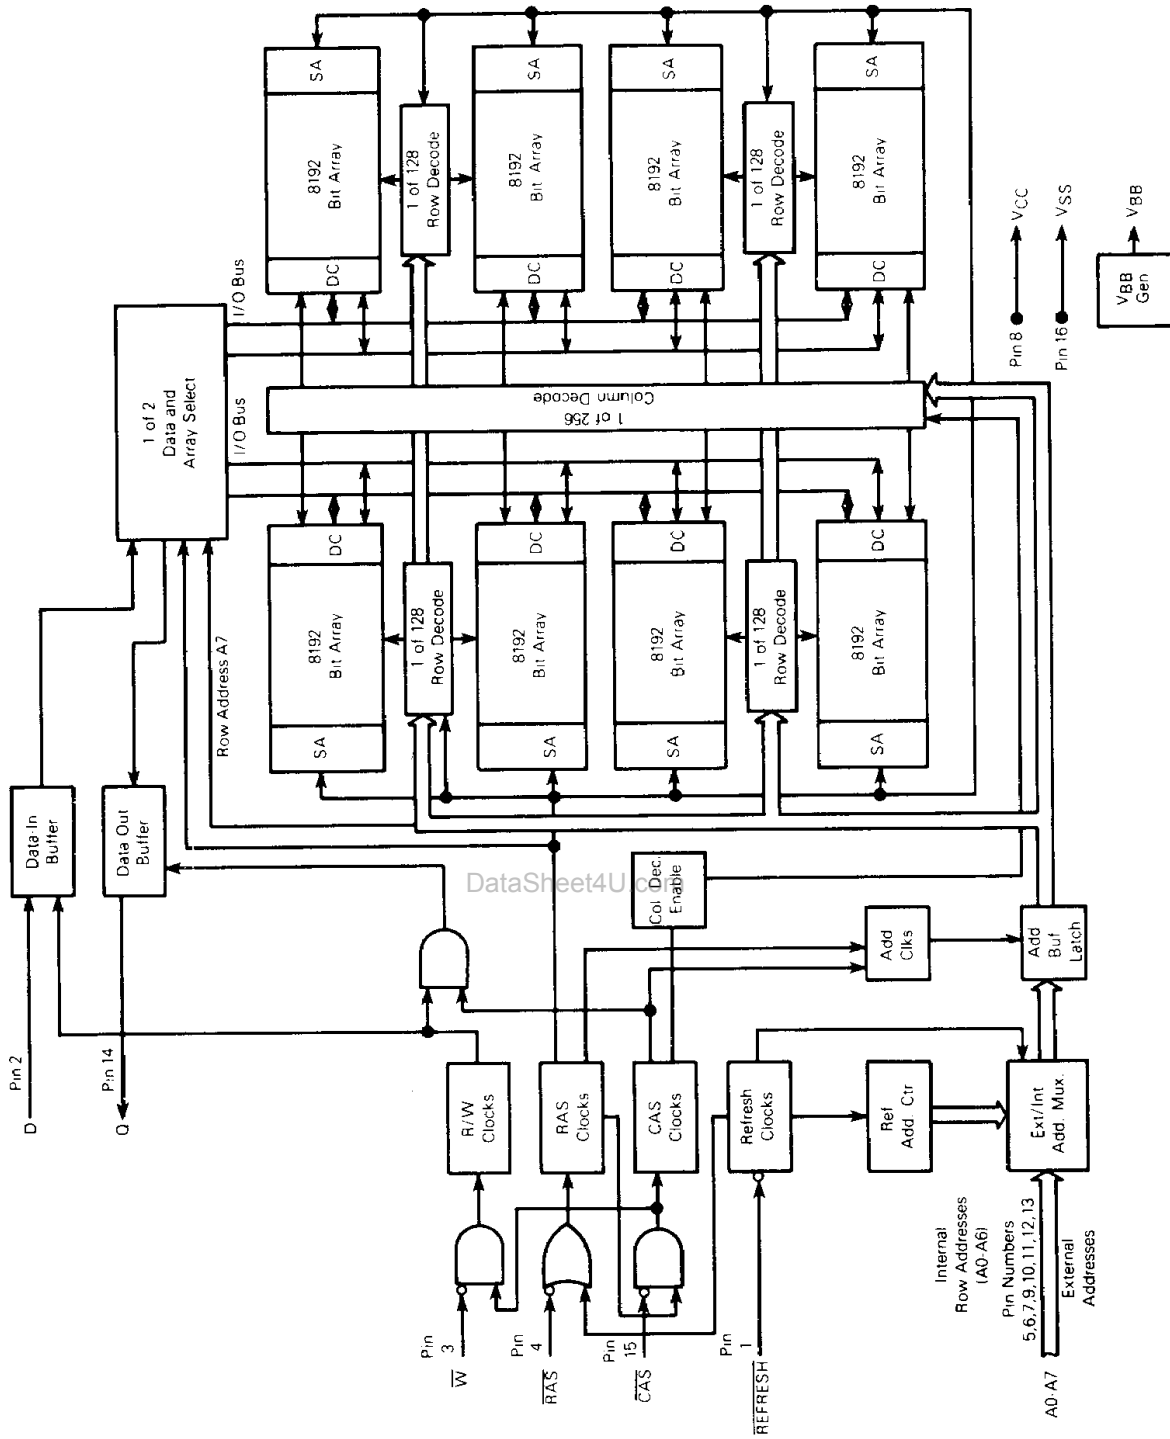 D
Pin 2
Q
Pin 14
Data-In
Buffer
Data Out
Buffer
Row Address A7
1 of 2
Data and
Array Select
I/O Bus
I/O Bus
SA
8192
Bit Array
DC
DC
8192
Bit Array
SA
1 of 128
Row Decode
1 of 128
Row Decode
SA
8192
Bit Array
DC
DC
8192
Bit Array
SA
1 of 256
Column Decode
SA
8192
Bit Array
DC
DC
8192
Bit Array
SA
1 of 128
Row Decode
1 of 128
Row Decode
SA
8192
Bit Array
DC
DC
8192
Bit Array
SA
W
Pin
3
R/W
Clocks
RAS
Pin
4
RAS
Clocks
CAS
Pin
15
CAS
Clocks
Col Dec.
Enable
REFRESH
Pin
1
Refresh
Clocks
Ref
Add. Ctr
Add
Clks
Internal
Row Addresses
(A0-A6)
Pin Numbers
5,6,7,9,10,11,12,13
A0-A7
External
Addresses
Ext/Int
Add. Mux.
Add
Buf
Latch
Pin 8
VCC
Pin 16
VSS
VBB
Gen
VBB
DataSheet4U.com